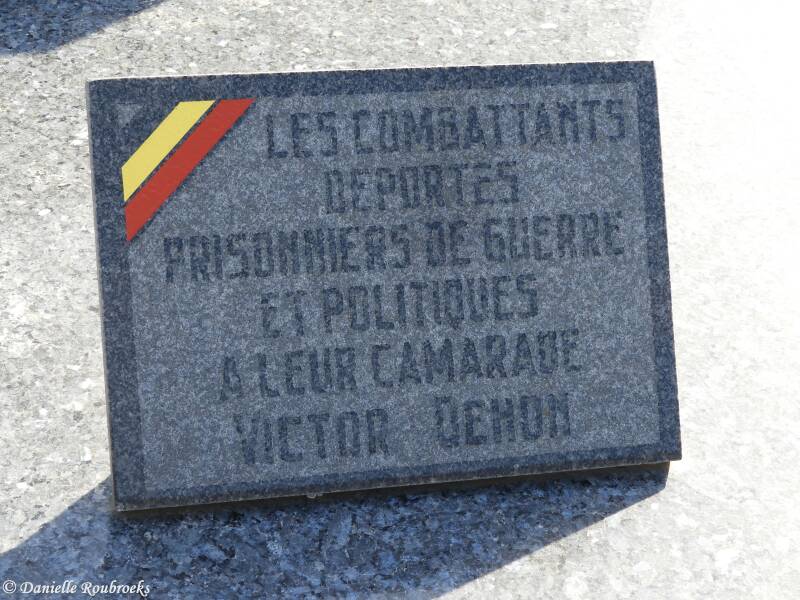 LES COMBATTANTS
DEPORTES
PRISONNIERS DE GUERRE
ET POLITIQUES
A LEUR CAMARADE
VICTOR DEHON
© Danielle Roubroeks